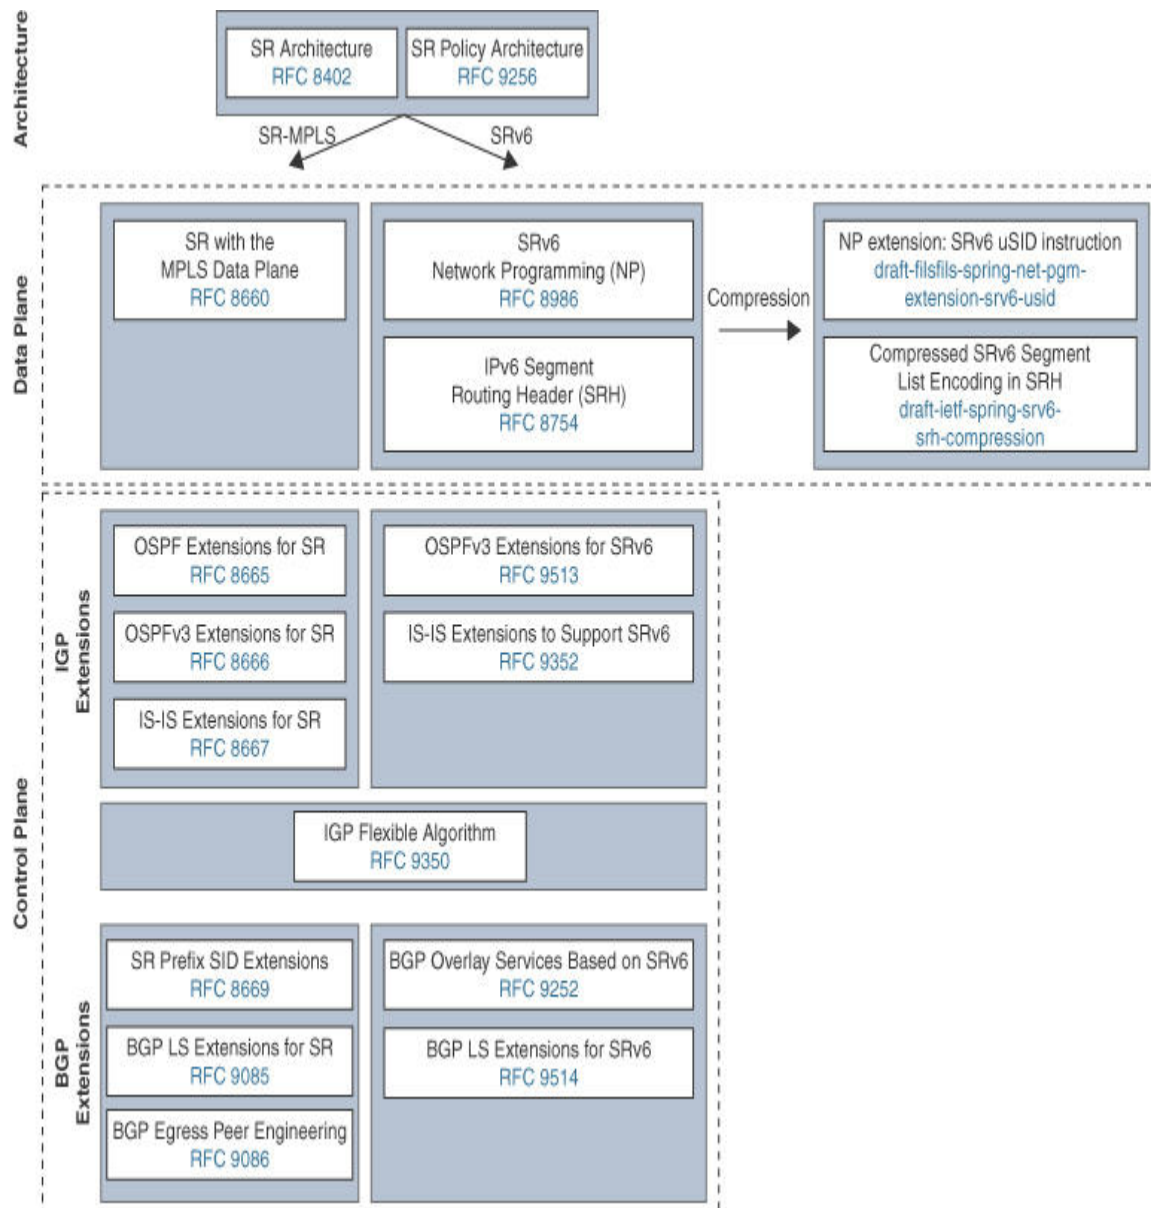 Architecture
SR Architecture
RFC 8402
SR Policy Architecture
RFC 9256
SR-MPLS
SRv6
Data Plane
SR with the
MPLS Data Plane
RFC 8660
SRv6
Network Programming (NP)
RFC 8986
IPv6 Segment
Routing Header (SRH)
RFC 8754
Compression
NP extension: SRv6 uSID instruction
draft-filsfils-spring-net-pgm-
extension-srv6-usid
Compressed SRv6 Segment
List Encoding in SRH
draft-ietf-spring-srv6-
srh-compression
Control Plane
IGP
Extensions
OSPF Extensions for SR
RFC 8665
OSPFv3 Extensions for SR
RFC 8666
IS-IS Extensions for SR
RFC 8667
OSPFv3 Extensions for SRv6
RFC 9513
IS-IS Extensions to Support SRv6
RFC 9352
IGP Flexible Algorithm
RFC 9350
BGP
Extensions
SR Prefix SID Extensions
RFC 8669
BGP LS Extensions for SR
RFC 9085
BGP Egress Peer Engineering
RFC 9086
BGP Overlay Services Based on SRv6
RFC 9252
BGP LS Extensions for SRv6
RFC 9514